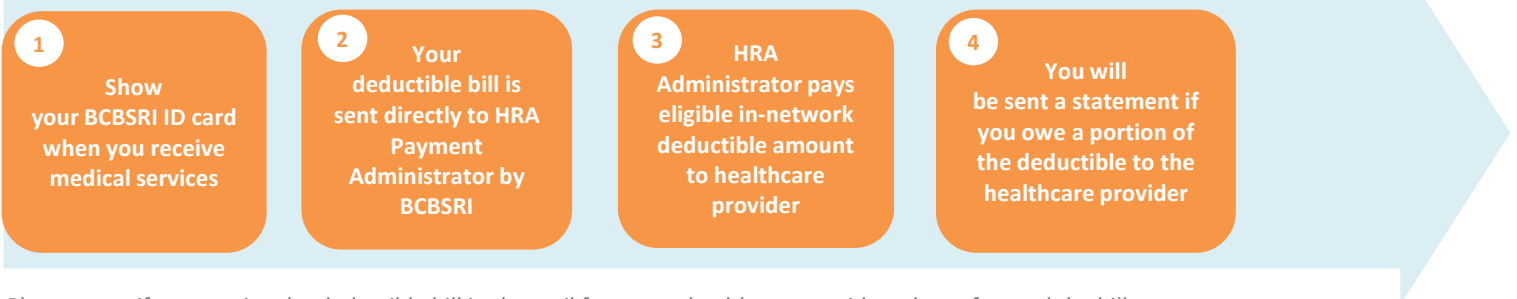 1
Show
your BCBSRI ID card
when you receive
medical services
2
Your
deductible bill is
sent directly to HRA
Payment
Administrator by
BCBSRI
3
HRA
Administrator pays
eligible in-network
deductible amount
to healthcare
provider
4
You will
be sent a statement if
you owe a portion of
the deductible to the
healthcare provider